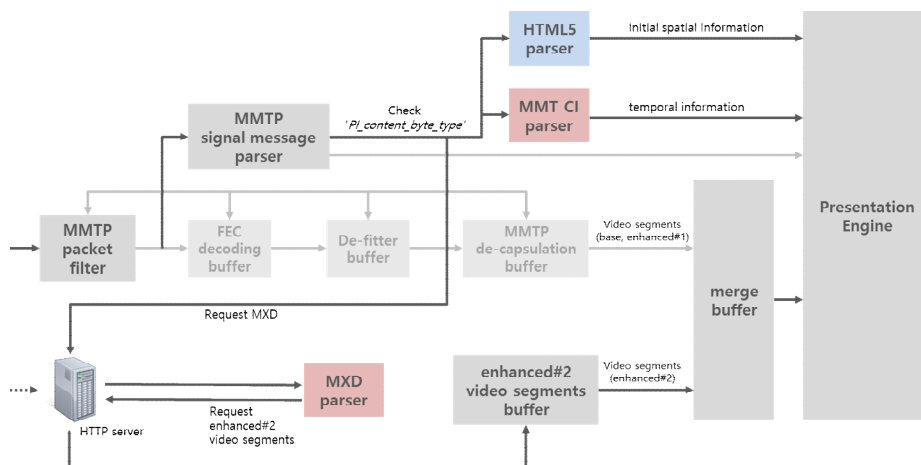 HTML5
parser
Initial spatial information
MMTP
signal message
parser
Check
'PI_content_byte_type'
MMT CI
parser
temporal information
MMTP
packet
filter
FEC
decoding
buffer
De-fitter
buffer
MMTP
de-capsulation
buffer
Video segments
(base, enhanced#1)
merge
buffer
Presentation
Engine
Request MXD
HTTP server
MXD
parser
Request
enhanced#2
video segments
enhanced#2
video segments
buffer
Video segments
(enhanced#2)